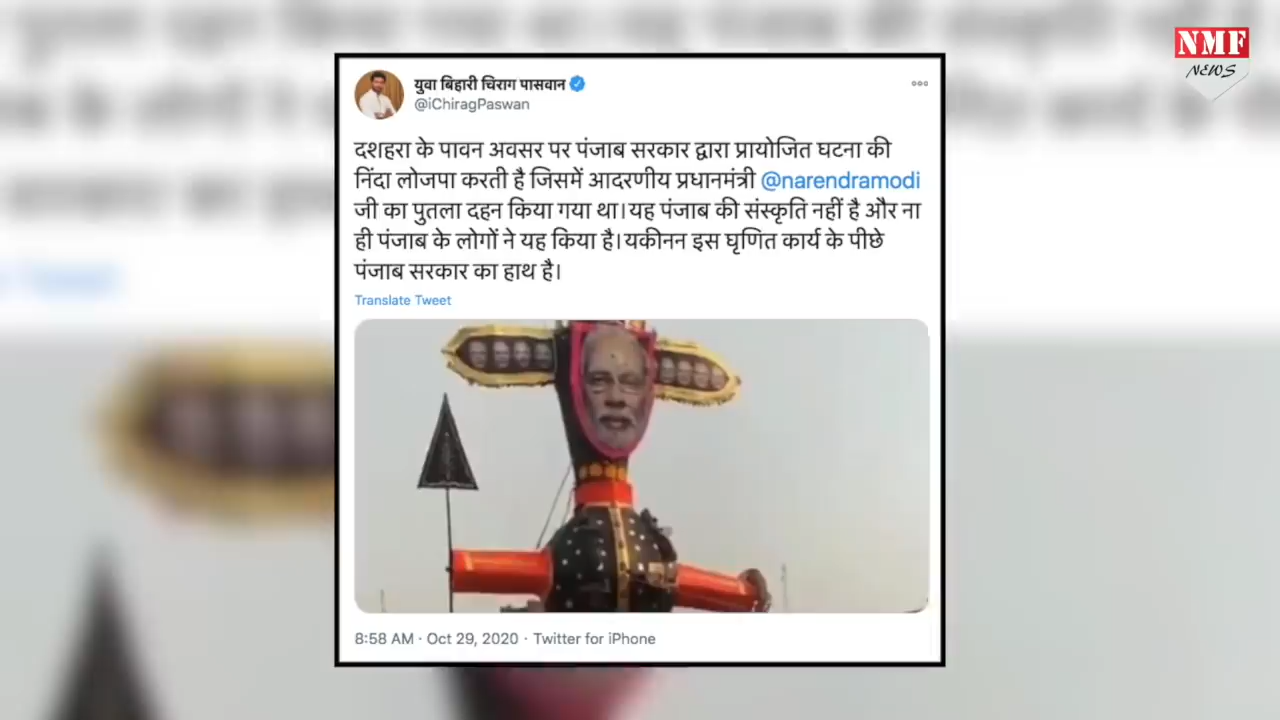 NMF
NEWS
युवा बिहारी चिराग पासवान
@iChiragPaswan
दशहरा के पावन अवसर पर पंजाब सरकार द्वारा प्रायोजित घटना की
निंदा लोजपा करती है जिसमें आदरणीय प्रधानमंत्री @narendramodi
जी का पुतला दहन किया गया था।यह पंजाब की संस्कृति नहीं है और ना
ही पंजाब के लोगों ने यह किया है।यकीनन इस घृणित कार्य के पीछे
पंजाब सरकार का हाथ है।
Translate Tweet
8:58 AM · Oct 29, 2020 · Twitter for iPhone